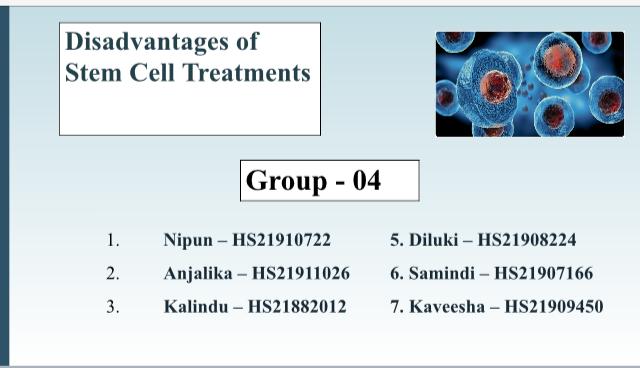 Disadvantages of
Stem Cell Treatments
Group - 04
1. Nipun – HS21910722
2. Anjalika – HS21911026
3. Kalindu – HS21882012
5. Diluki – HS21908224
6. Samindi – HS21907166
7. Kaveesha – HS21909450